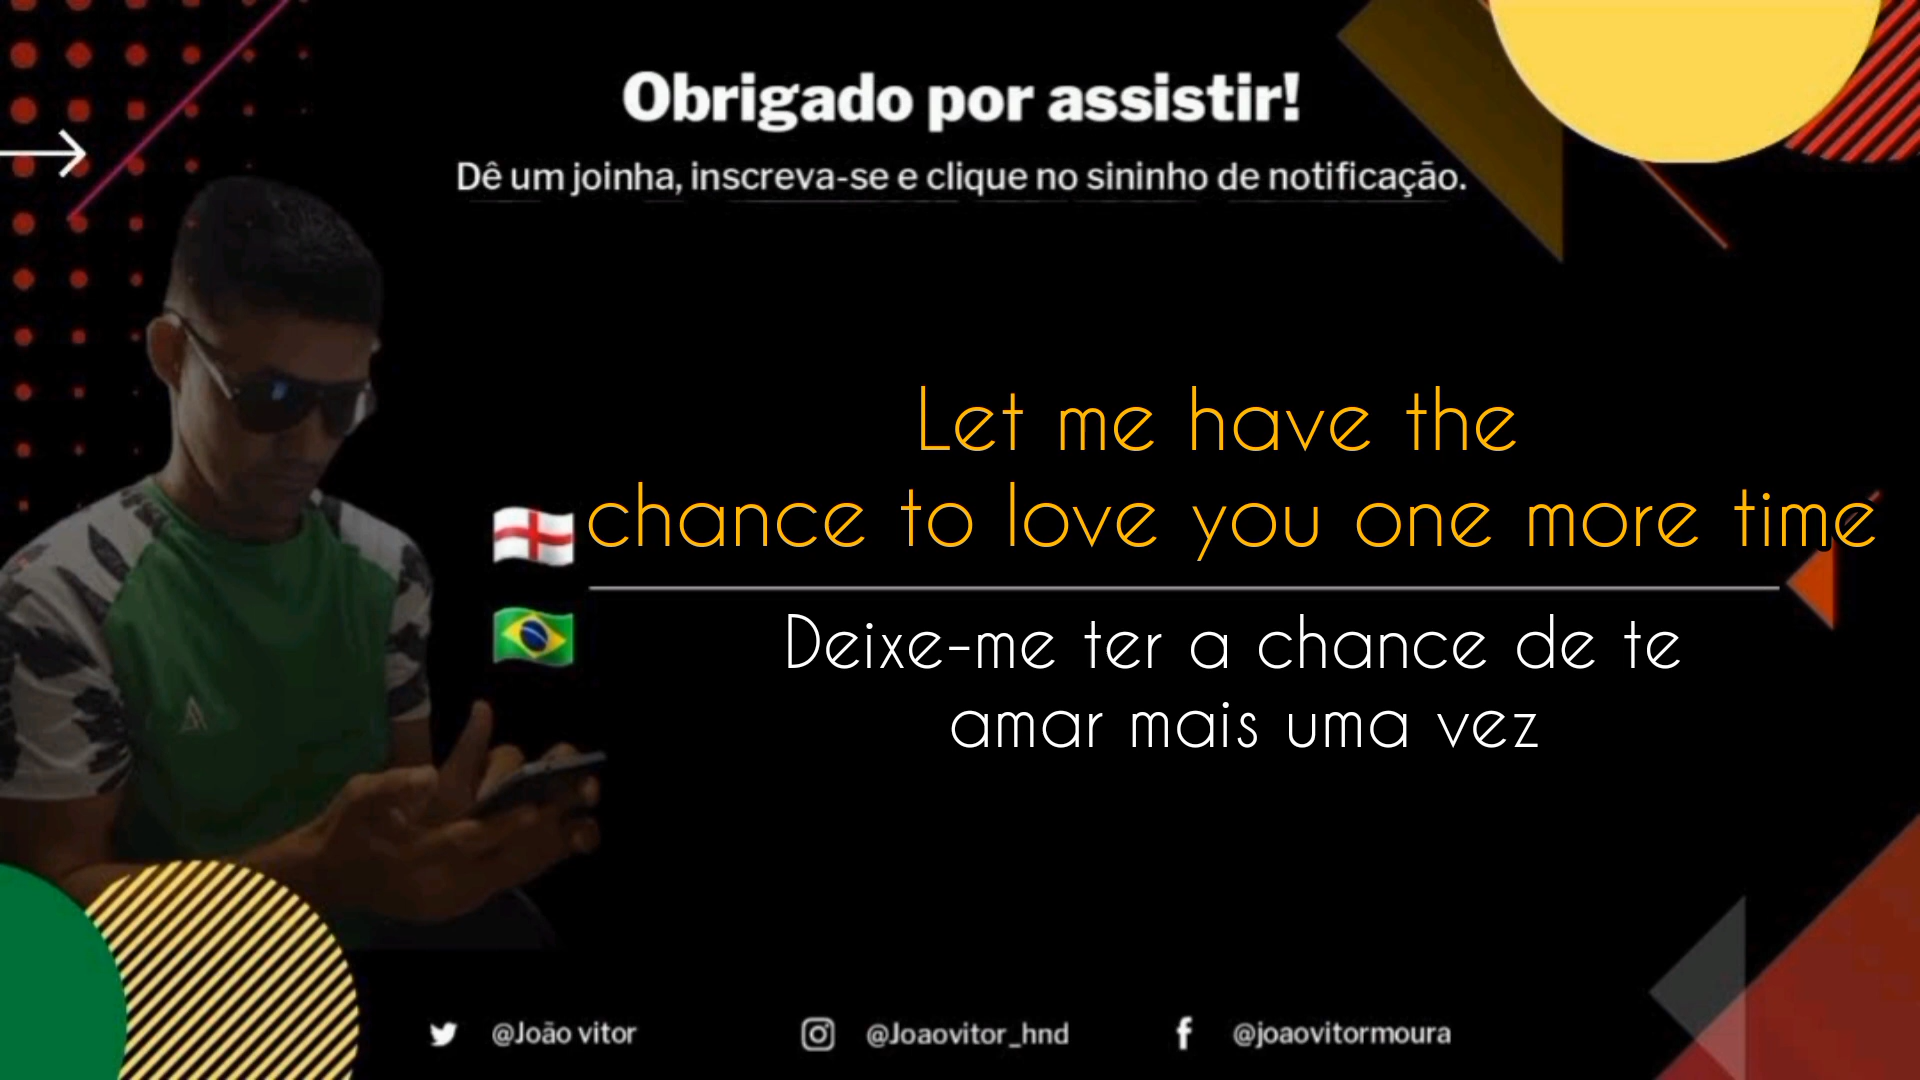 Obrigado por assistir!
Dê um joinha, inscreva-se e clique no sininho de notificação.
Let me have the
chance to love you one more time
Deixe-me ter a chance de te
amar mais uma vez
@João vitor
@Joaovitor_hnd
@joaovitormoura